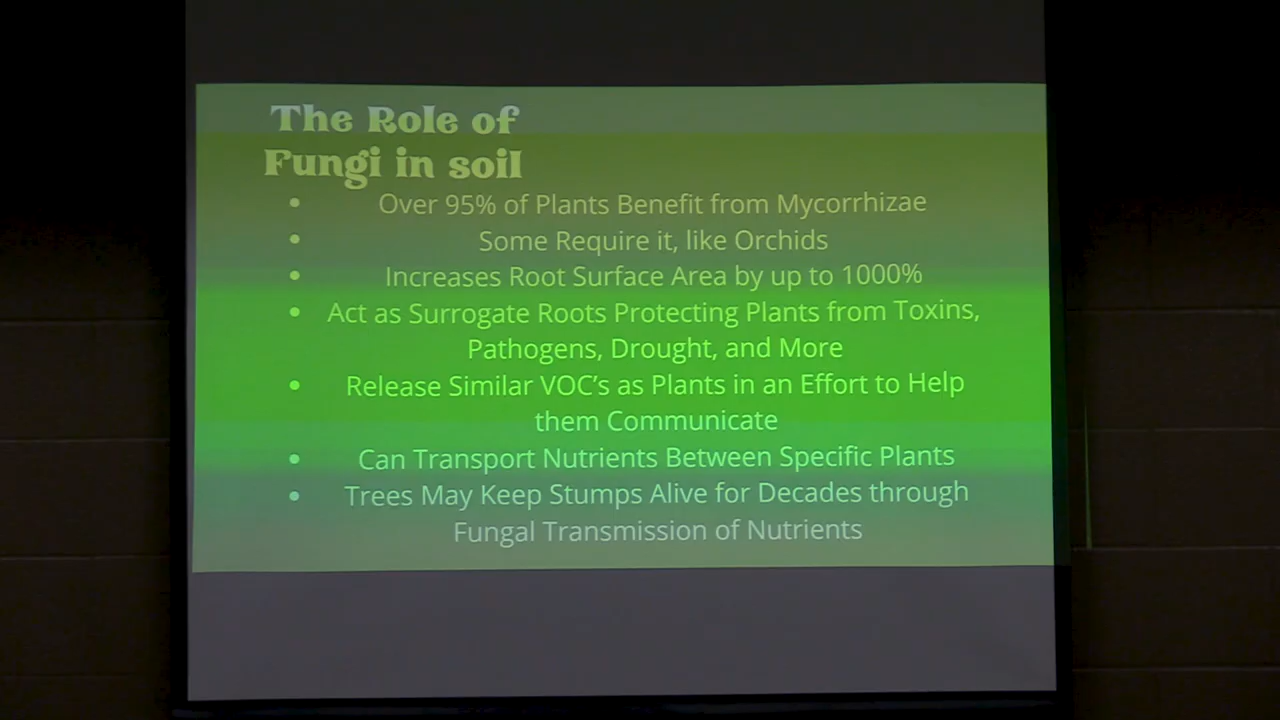 The Role of
Fungi in soil
• Over 95% of Plants Benefit from Mycorrhizae
• Some Require it, like Orchids
• Increases Root Surface Area by up to 1000%
• Act as Surrogate Roots Protecting Plants from Toxins,
Pathogens, Drought, and More
• Release Similar VOC's as Plants in an Effort to Help
them Communicate
• Can Transport Nutrients Between Specific Plants
• Trees May Keep Stumps Alive for Decades through
Fungal Transmission of Nutrients